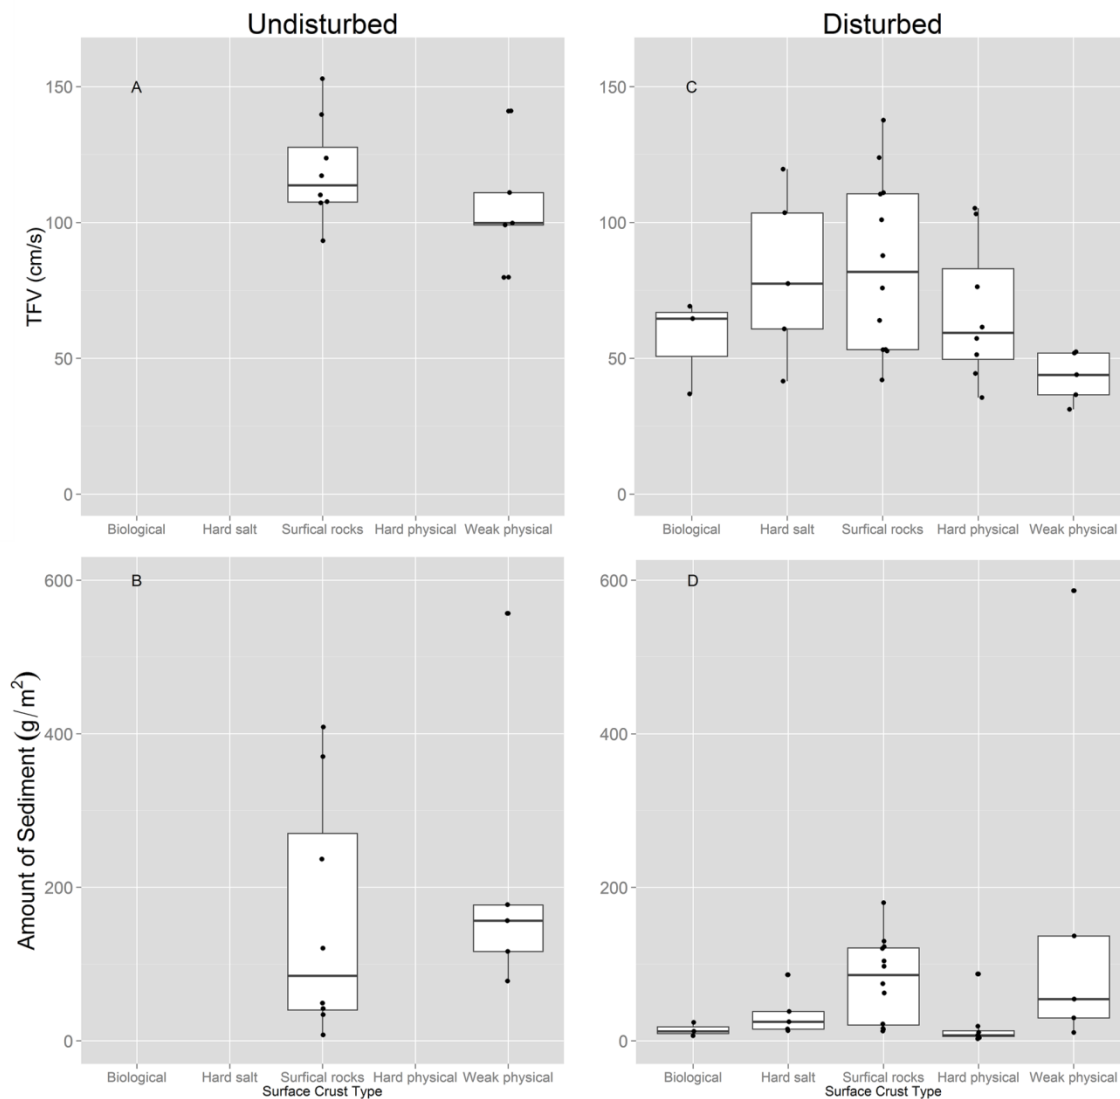 Undisturbed
Disturbed
TFV (cm/s)
150
100
50
0
A
Biological Hard salt Surfical rocks Hard physical Weak physical
150
100
50
0
C
Biological Hard salt Surfical rocks Hard physical Weak physical
Amount of Sediment (g/m²)
600
400
200
0
B
Biological Hard salt Surfical rocks Hard physical Weak physical
Surface Crust Type
600
400
200
0
D
Biological Hard salt Surfical rocks Hard physical Weak physical
Surface Crust Type